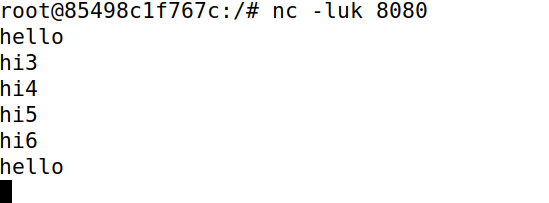 root@85498c1f767c:/# nc -luk 8080
hello
hi3
hi4
hi5
hi6
hello